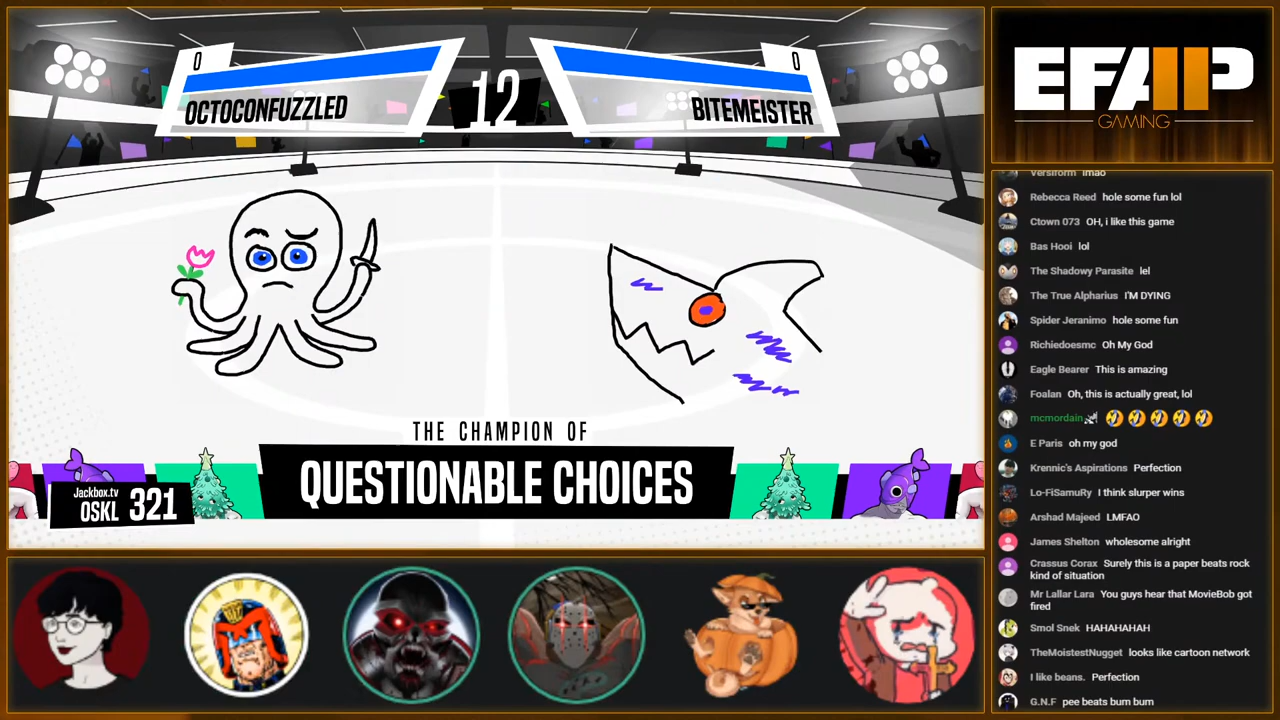 0
OCTOCONFUZZLED
12
0
BITEMEISTER
THE CHAMPION OF
QUESTIONABLE CHOICES
Jackbox.tv
OSKL 321
EFAP
GAMING
Versiform lmao
Rebecca Reed hole some fun lol
Ctown 073 OH, i like this game
Bas Hooi lol
The Shadowy Parasite lel
The True Alpharius I'M DYING
Spider Jeranimo hole some fun
Richiedoesmc Oh My God
Eagle Bearer This is amazing
Foalan Oh, this is actually great, lol
mcmordain 🤣 🤣 🤣 🤣 🤣
E Paris oh my god
Krennic's Aspirations Perfection
Lo-FiSamuRy I think slurper wins
Arshad Majeed LMFAO
James Shelton wholesome alright
Crassus Corax Surely this is a paper beats rock
kind of situation
Mr Lallar Lara You guys hear that MovieBob got
fired
Smol Snek HAHAHAHAH
TheMoistestNugget looks like cartoon network
I like beans. Perfection
G.N.F pee beats bum bum